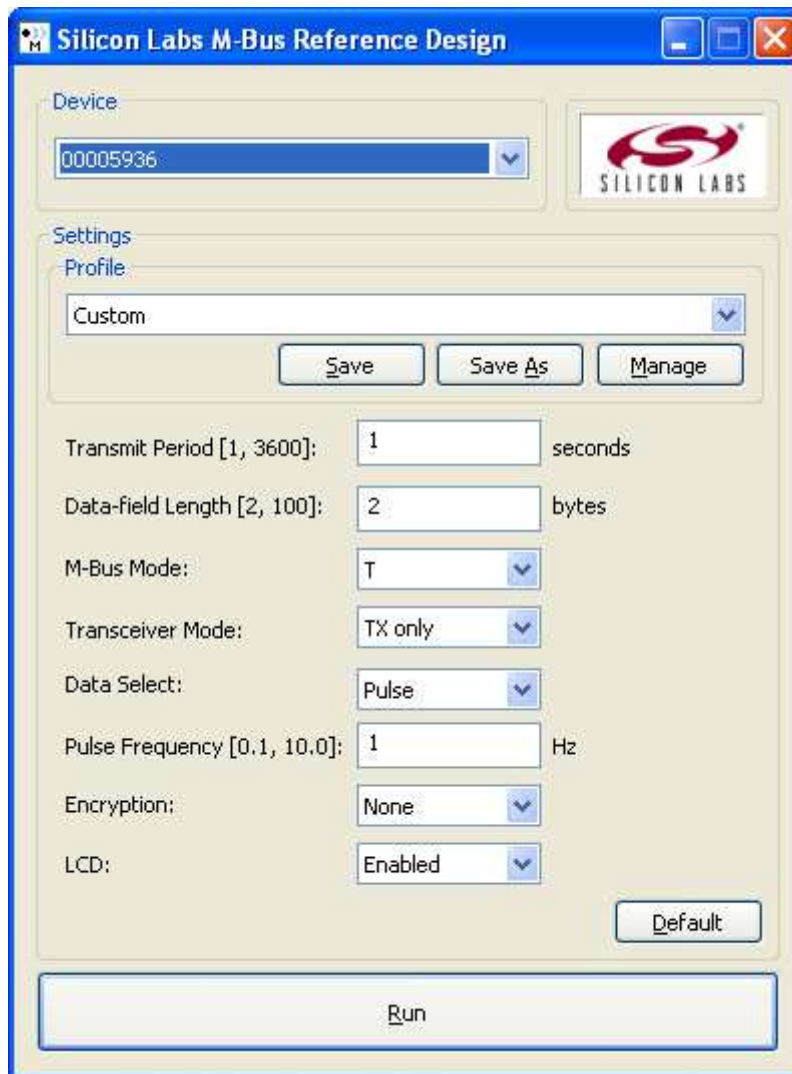 Silicon Labs M-Bus Reference Design
Device
00005936
SILICON LABS
Settings
Profile
Custom
Save Save As Manage
Transmit Period [1, 3600]: 1 seconds
Data-field Length [2, 100]: 2 bytes
M-Bus Mode: T
Transceiver Mode: TX only
Data Select: Pulse
Pulse Frequency [0.1, 10.0]: 1 Hz
Encryption: None
LCD: Enabled
Default
Run